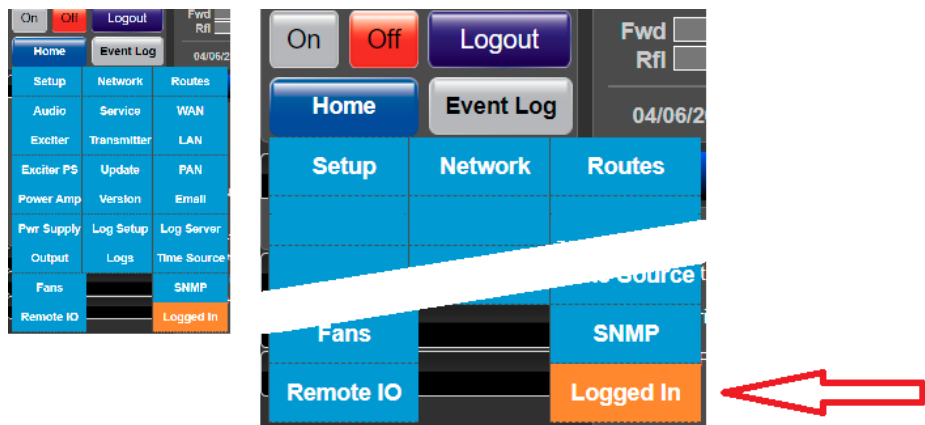 On Off Logout Fwd
Rfl
Home Event Log 04/06/2
Setup Network Routes
Audio Service WAN
Exciter Transmitter LAN
Exciter PS Update PAN
Power Amp Version Email
Pwr Supply Log Setup Log Server
Output Logs Time Source
Fans SNMP
Remote IO Logged In
On Off Logout Fwd
Rfl
Home Event Log 04/06/2
Setup Network Routes
Source
Fans SNMP
Remote IO Logged In